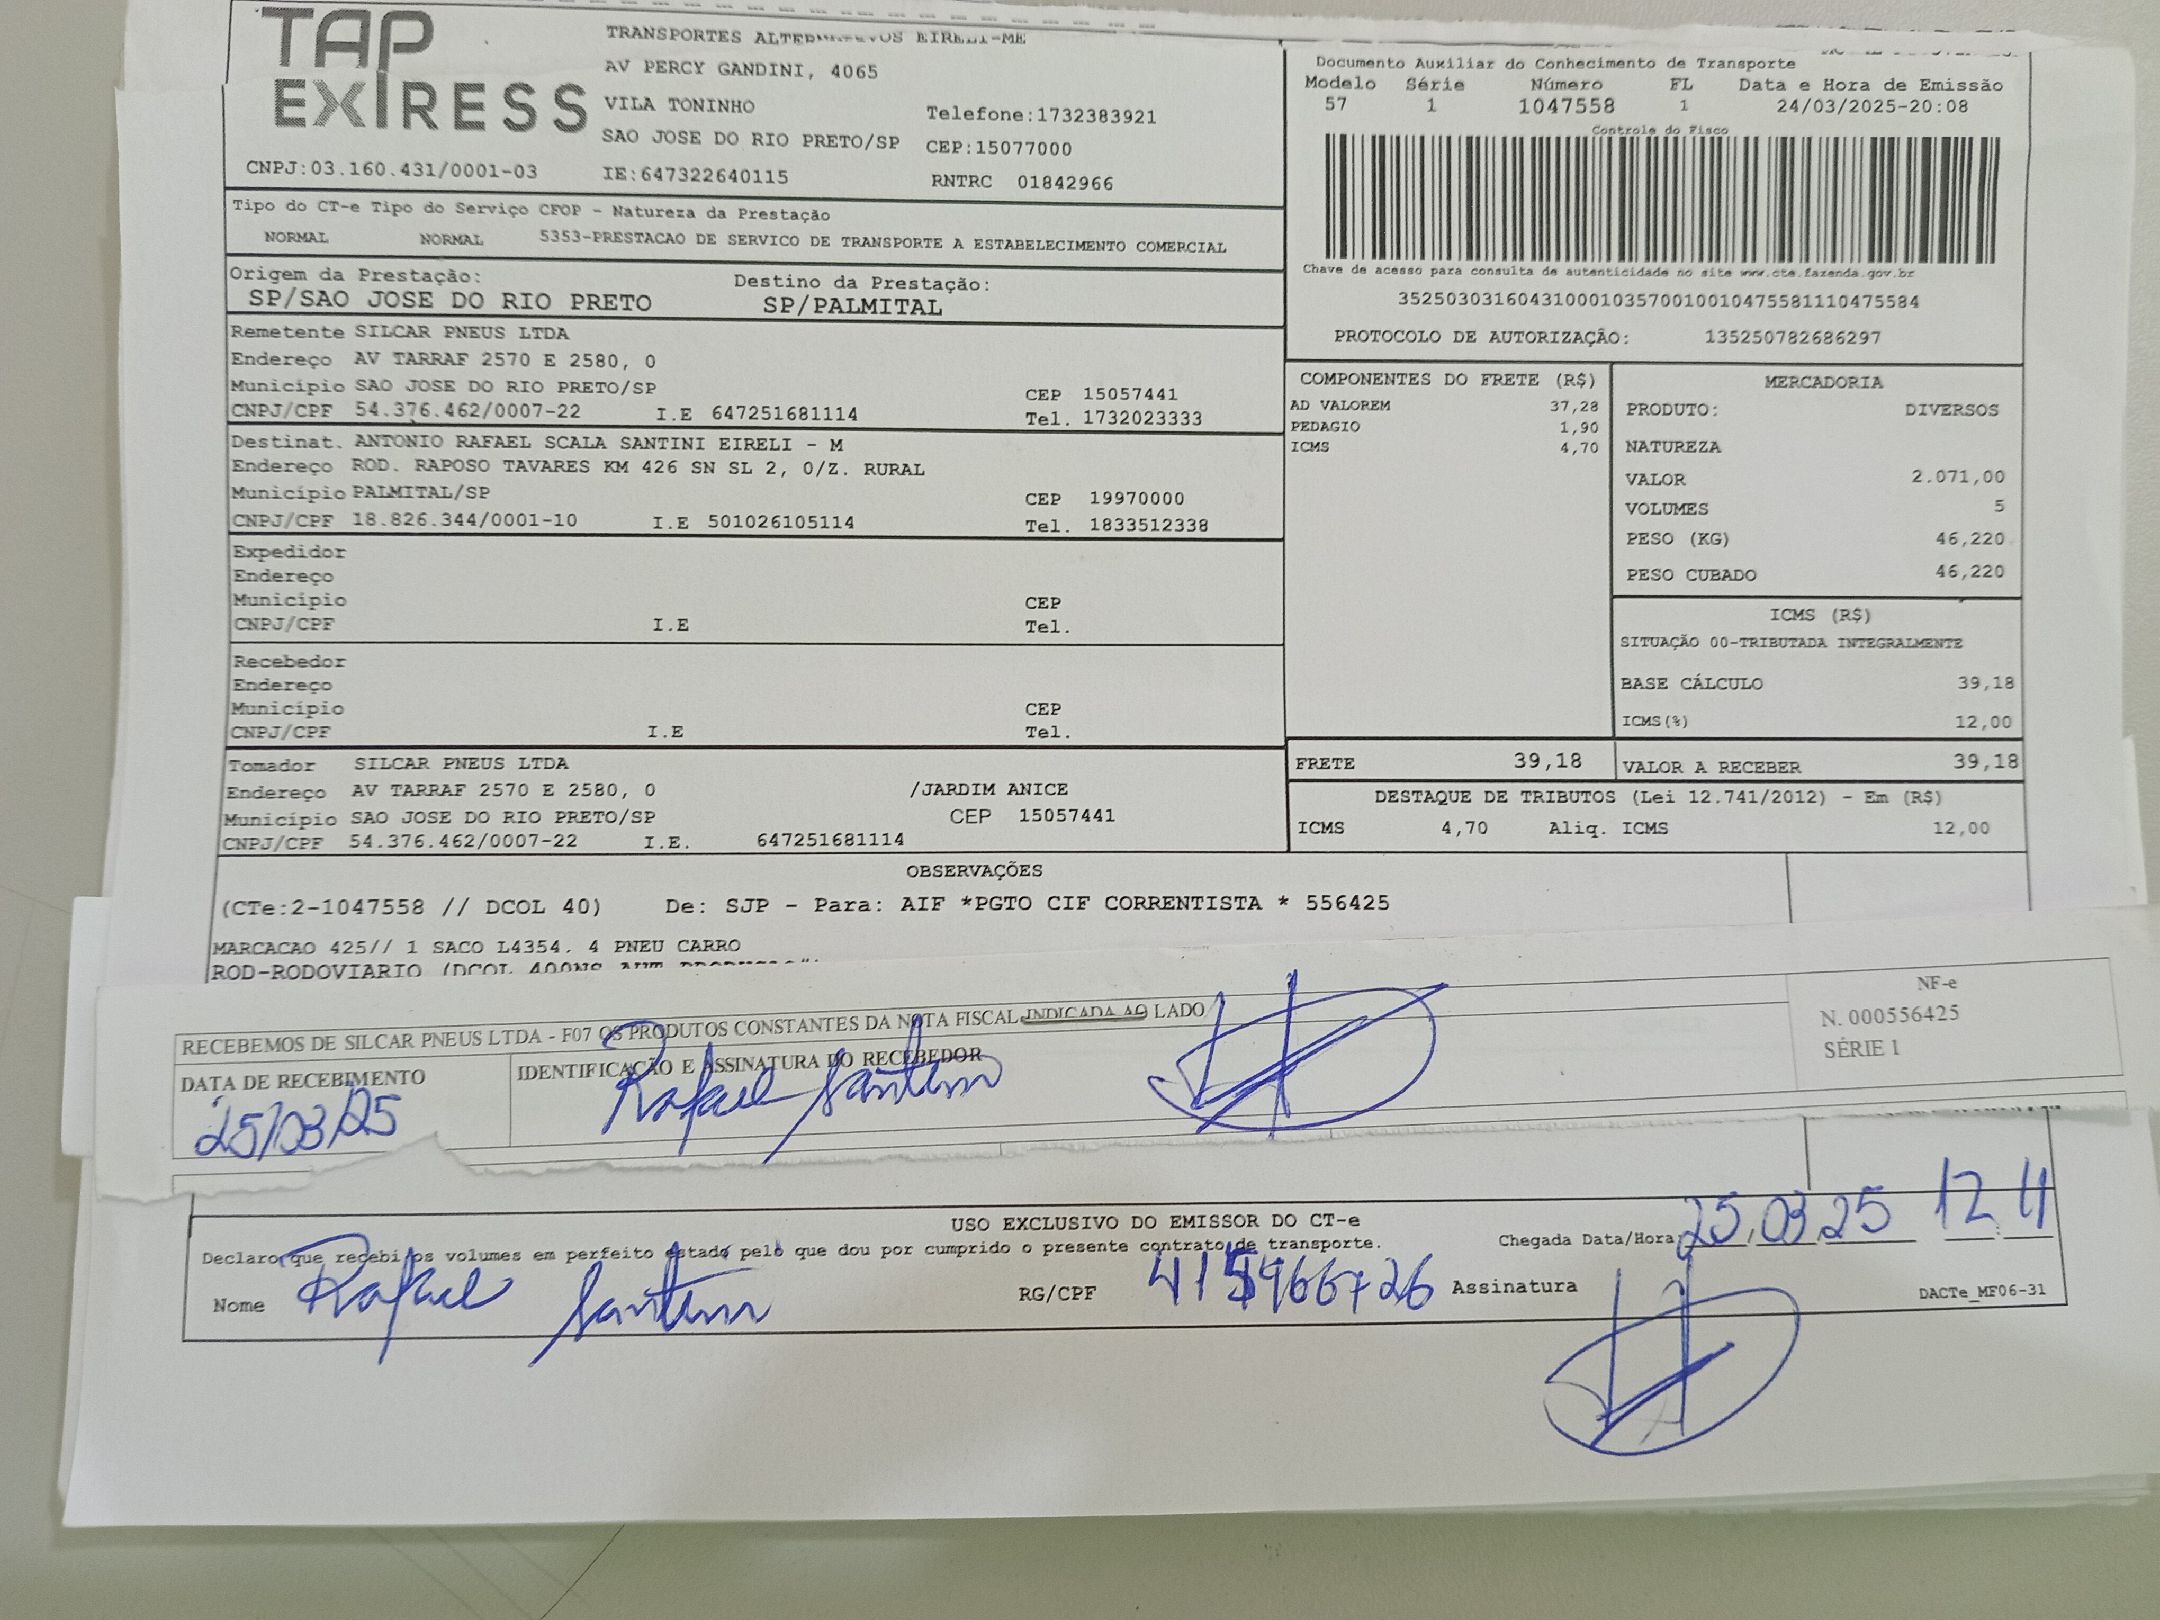 TAP
EXIRESS
TRANSPORTES EIRELI-ME
AV PERCY GANDINI, 4065
VILA TONINHO
Telefone:1732383921
SAO JOSE DO RIO PRETO/SP CEP:15077000
CNPJ:03.160.431/0001-03 IE:647322640115 RNTRC 01842966
Documento Auxiliar do Conhecimento de Transporte
Modelo Série Número FL Data e Hora de Emissão
57 1 1047558 1 24/03/2025-20:08
Controle do Fisco
Chave de acesso para consulta de autenticidade no site www.cte.fazenda.gov.br
35250303160431000103570010010475581110475584
PROTOCOLO DE AUTORIZAÇÃO: 135250782686297
Tipo do CT-e Tipo do Serviço CFOP - Natureza da Prestação
NORMAL NORMAL 5353-PRESTACAO DE SERVICO DE TRANSPORTE A ESTABELECIMENTO COMERCIAL
Origem da Prestação: Destino da Prestação:
SP/SAO JOSE DO RIO PRETO SP/PALMITAL
Remetente SILCAR PNEUS LTDA
Endereço AV TARRAF 2570 E 2580, 0
Município SAO JOSE DO RIO PRETO/SP CEP 15057441
CNPJ/CPF 54.376.462/0007-22 I.E 647251681114 Tel. 1732023333
Destinat. ANTONIO RAFAEL SCALA SANTINI EIRELI - M
Endereço ROD. RAPOSO TAVARES KM 426 SN SL 2, 0/Z. RURAL
Município PALMITAL/SP CEP 19970000
CNPJ/CPF 18.826.344/0001-10 I.E 501026105114 Tel. 1833512338
Expedidor
Endereço
Município CEP
CNPJ/CPF I.E Tel.
Recebedor
Endereço
Município CEP
CNPJ/CPF I.E Tel.
Tomador SILCAR PNEUS LTDA
Endereço AV TARRAF 2570 E 2580, 0 /JARDIM ANICE
Município SAO JOSE DO RIO PRETO/SP CEP 15057441
CNPJ/CPF 54.376.462/0007-22 I.E. 647251681114
COMPONENTES DO FRETE (R$)
AD VALOREM 37,28
PEDAGIO 1,90
ICMS 4,70
MERCADORIA
PRODUTO: DIVERSOS
NATUREZA
VALOR 2.071,00
VOLUMES 5
PESO (KG) 46,220
PESO CUBADO 46,220
ICMS (R$)
SITUAÇÃO 00-TRIBUTADA INTEGRALMENTE
BASE CÁLCULO 39,18
ICMS(%) 12,00
FRETE 39,18 VALOR A RECEBER 39,18
DESTAQUE DE TRIBUTOS (Lei 12.741/2012) - Em (R$)
ICMS 4,70 Aliq. ICMS 12,00
OBSERVAÇÕES
(CTe:2-1047558 // DCOL 40) De: SJP - Para: AIF *PGTO CIF CORRENTISTA * 556425
MARCACAO 425// 1 SACO L4354. 4 PNEU CARRO
ROD-RODOVIARIO (DCOL
RECEBEMOS DE SILCAR PNEUS LTDA - F07 OS PRODUTOS CONSTANTES DA NOTA FISCAL INDICADA AO LADO
NF-e
N. 000556425
SÉRIE 1
DATA DE RECEBIMENTO IDENTIFICAÇÃO E ASSINATURA DO RECEBEDOR
25/03/25 Rafael Santini
USO EXCLUSIVO DO EMISSOR DO CT-e
Declaro que recebi os volumes em perfeito estado pelo que dou por cumprido o presente contrato de transporte.
Chegada Data/Hora 25.03.25 12:11
Nome Rafael Santini RG/CPF Assinatura
DACTe_MF06-31